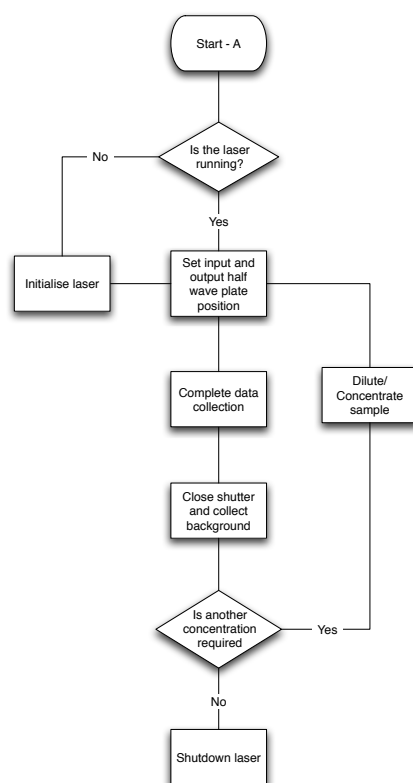 Start - A
Is the laser
running?
No
Yes
Set input and
output half
wave plate
position
Initialise laser
Complete data
collection
Dilute/
Concentrate
sample
Close shutter
and collect
background
Is another
concentration
required
Yes
No
Shutdown laser